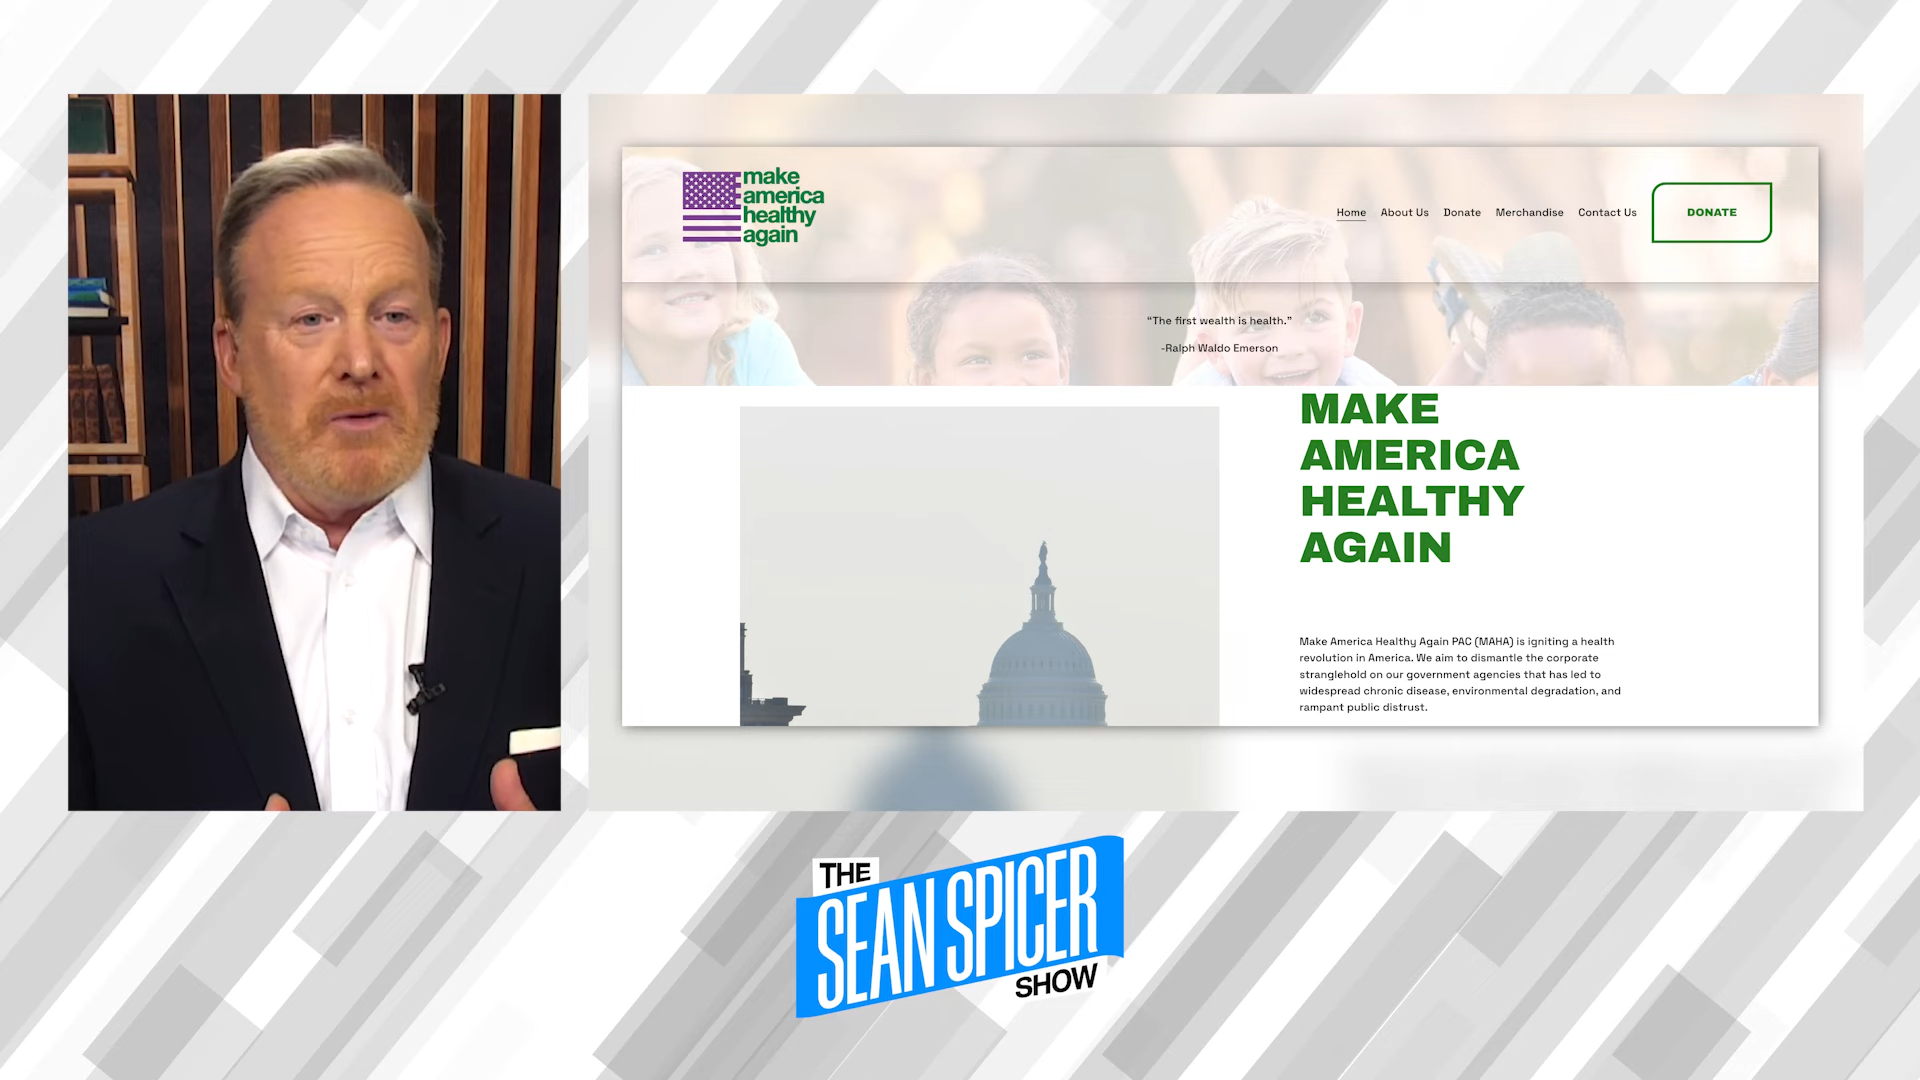 make
america
healthy
again
Home About Us Donate Merchandise Contact Us DONATE
“The first wealth is health.”
-Ralph Waldo Emerson
MAKE
AMERICA
HEALTHY
AGAIN
Make America Healthy Again PAC (MAHA) is igniting a health
revolution in America. We aim to dismantle the corporate
stranglehold on our government agencies that has led to
widespread chronic disease, environmental degradation, and
rampant public distrust.
THE
SEAN SPICER
SHOW